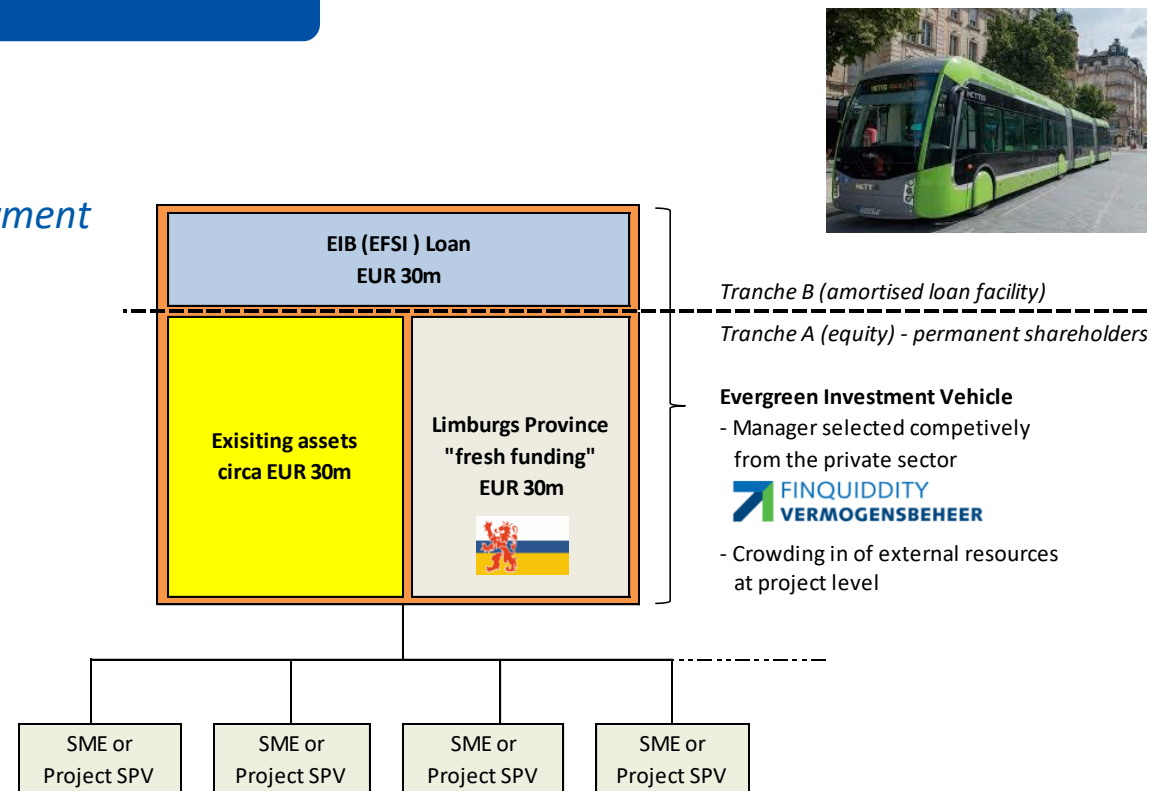 METTIS
METTIS
EIB (EFSI ) Loan
EUR 30m
Tranche B (amortised loan facility)
Tranche A (equity) - permanent shareholders
Exisiting assets
circa EUR 30m
Limburgs Province
"fresh funding"
EUR 30m
Evergreen Investment Vehicle
- Manager selected competively
from the private sector
FINQUIDDITY
VERMOGENSBEHEER
- Crowding in of external resources
at project level
SME or
Project SPV
SME or
Project SPV
SME or
Project SPV
SME or
Project SPV